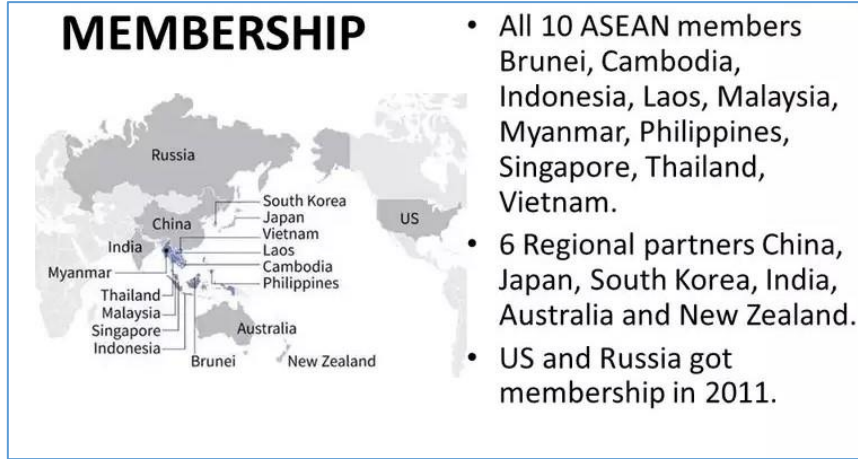 MEMBERSHIP
Russia
China
India
Myanmar
Thailand
Malaysia
Singapore
Indonesia
Brunei
South Korea
Japan
Vietnam
Laos
Cambodia
Philippines
Australia
New Zealand
US
• All 10 ASEAN members
Brunei, Cambodia,
Indonesia, Laos, Malaysia,
Myanmar, Philippines,
Singapore, Thailand,
Vietnam.
• 6 Regional partners China,
Japan, South Korea, India,
Australia and New Zealand.
• US and Russia got
membership in 2011.